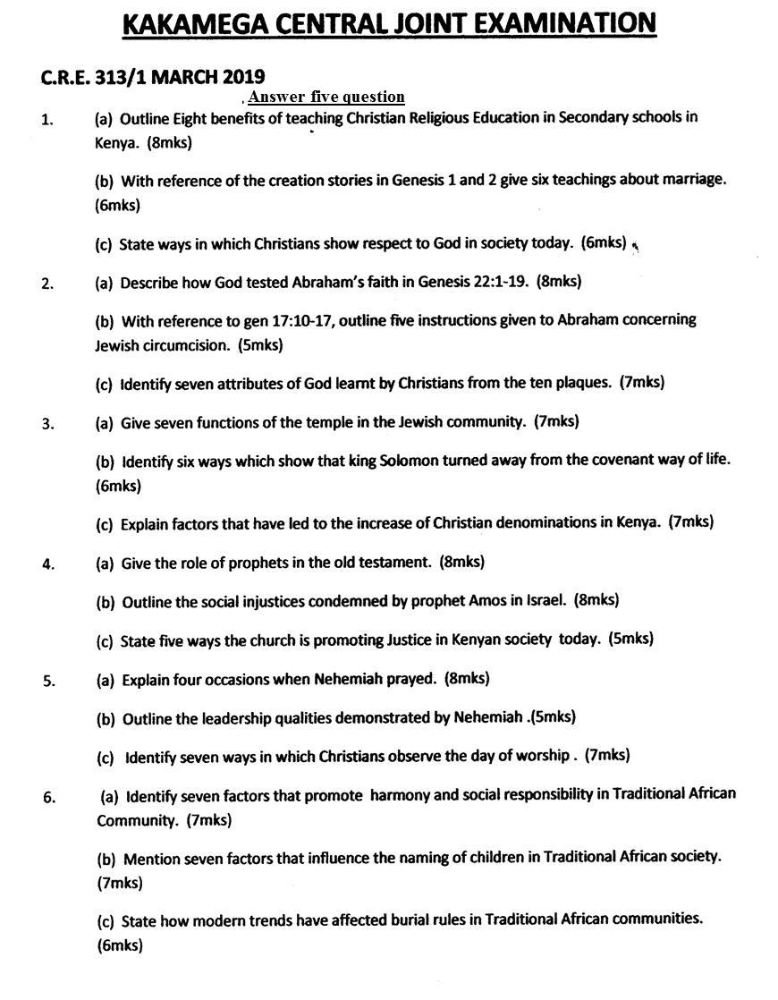 KAKAMEGA CENTRAL JOINT EXAMINATION
C.R.E. 313/1 MARCH 2019
Answer five question
1. (a) Outline Eight benefits of teaching Christian Religious Education in Secondary schools in
Kenya. (8mks)
(b) With reference of the creation stories in Genesis 1 and 2 give six teachings about marriage.
(6mks)
(c) State ways in which Christians show respect to God in society today. (6mks)
2. (a) Describe how God tested Abraham's faith in Genesis 22:1-19. (8mks)
(b) With reference to gen 17:10-17, outline five instructions given to Abraham concerning
Jewish circumcision. (5mks)
(c) Identify seven attributes of God learnt by Christians from the ten plaques. (7mks)
3. (a) Give seven functions of the temple in the Jewish community. (7mks)
(b) Identify six ways which show that king Solomon turned away from the covenant way of life.
(6mks)
(c) Explain factors that have led to the increase of Christian denominations in Kenya. (7mks)
4. (a) Give the role of prophets in the old testament. (8mks)
(b) Outline the social injustices condemned by prophet Amos in Israel. (8mks)
(c) State five ways the church is promoting Justice in Kenyan society today. (5mks)
5. (a) Explain four occasions when Nehemiah prayed. (8mks)
(b) Outline the leadership qualities demonstrated by Nehemiah .(5mks)
(c) Identify seven ways in which Christians observe the day of worship . (7mks)
6. (a) Identify seven factors that promote harmony and social responsibility in Traditional African
Community. (7mks)
(b) Mention seven factors that influence the naming of children in Traditional African society.
(7mks)
(c) State how modern trends have affected burial rules in Traditional African communities.
(6mks)